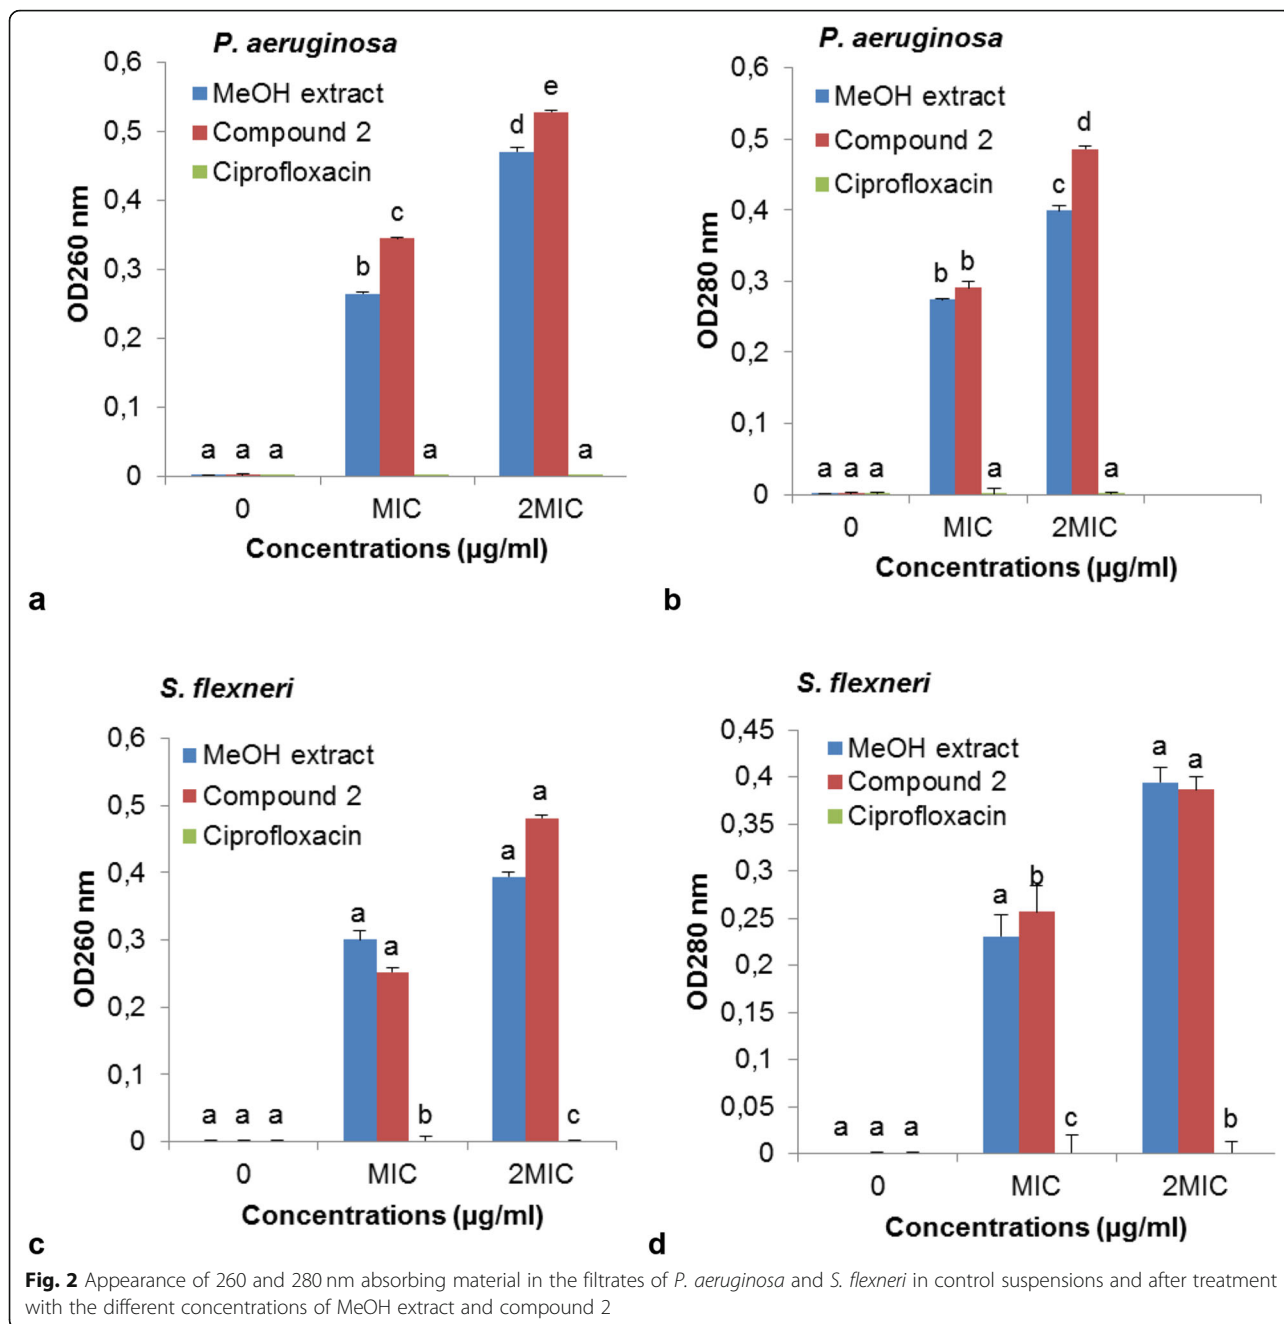 P. aeruginosa
0,6
0,5
0,4
0,3
0,2
0,1
0
OD260 nm
MeOH extract
Compound 2
Ciprofloxacin
a a a
b c a
d e a
0 MIC 2MIC
Concentrations (µg/ml)
a
P. aeruginosa
0,6
0,5
0,4
0,3
0,2
0,1
0
OD280 nm
MeOH extract
Compound 2
Ciprofloxacin
a a a
b b a
c d a
0 MIC 2MIC
Concentrations (µg/ml)
b
S. flexneri
0,6
0,5
0,4
0,3
0,2
0,1
0
OD260 nm
MeOH extract
Compound 2
Ciprofloxacin
a a a
a a b
a a c
0 MIC 2MIC
Concentrations (µg/ml)
c
S. flexneri
0,45
0,4
0,35
0,3
0,25
0,2
0,15
0,1
0,05
0
OD280 nm
MeOH extract
Compound 2
Ciprofloxacin
a a a
a b c
a a b
0 MIC 2MIC
Concentrations (µg/ml)
d
Fig. 2 Appearance of 260 and 280 nm absorbing material in the filtrates of P. aeruginosa and S. flexneri in control suspensions and after treatment
with the different concentrations of MeOH extract and compound 2